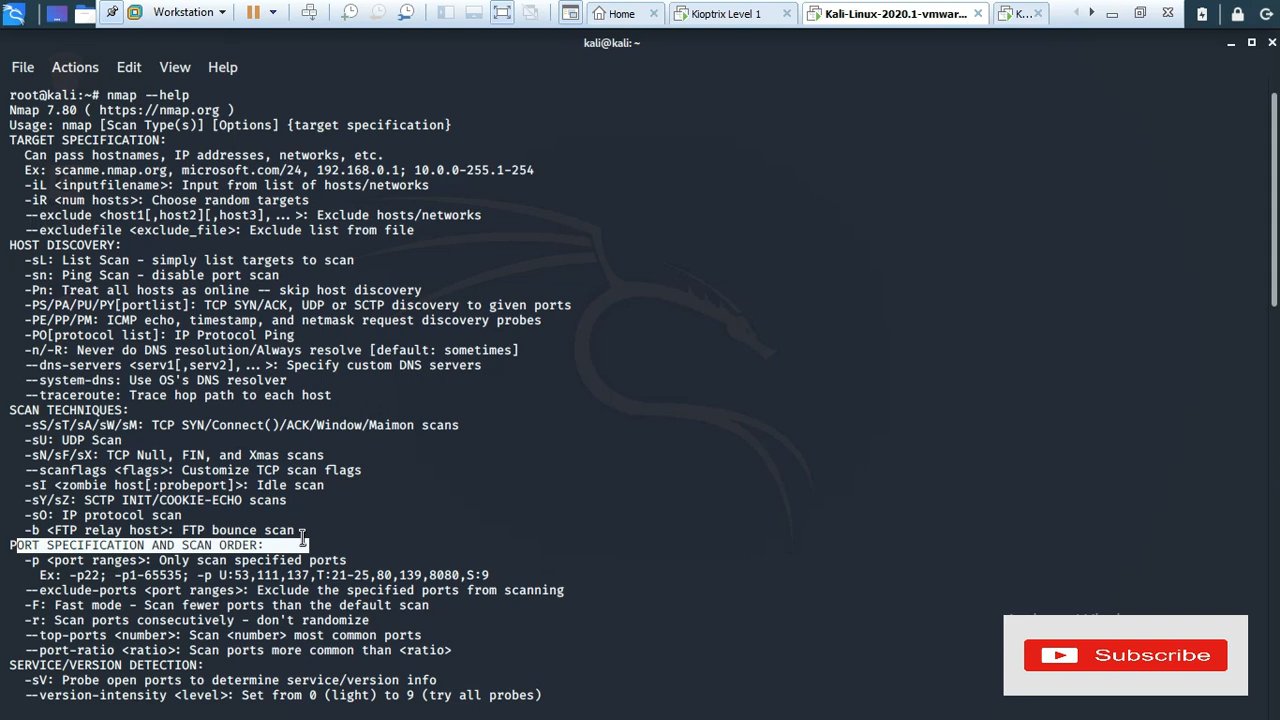 Workstation
Home
Kioptrix Level 1
Kali-Linux-2020.1-vmwar...
K...
kali@kali: ~
File Actions Edit View Help
root@kali:~# nmap --help
Nmap 7.80 ( https://nmap.org )
Usage: nmap [Scan Type(s)] [Options] {target specification}
TARGET SPECIFICATION:
Can pass hostnames, IP addresses, networks, etc.
Ex: scanme.nmap.org, microsoft.com/24, 192.168.0.1; 10.0.0-255.1-254
-iL <inputfilename>: Input from list of hosts/networks
-iR <num hosts>: Choose random targets
--exclude <host1[,host2][,host3],...>: Exclude hosts/networks
--excludefile <exclude_file>: Exclude list from file
HOST DISCOVERY:
-sL: List Scan - simply list targets to scan
-sn: Ping Scan - disable port scan
-Pn: Treat all hosts as online -- skip host discovery
-PS/PA/PU/PY[portlist]: TCP SYN/ACK, UDP or SCTP discovery to given ports
-PE/PP/PM: ICMP echo, timestamp, and netmask request discovery probes
-PO[protocol list]: IP Protocol Ping
-n/-R: Never do DNS resolution/Always resolve [default: sometimes]
--dns-servers <serv1[,serv2],...>: Specify custom DNS servers
--system-dns: Use OS's DNS resolver
--traceroute: Trace hop path to each host
SCAN TECHNIQUES:
-sS/sT/sA/sW/sM: TCP SYN/Connect()/ACK/Window/Maimon scans
-sU: UDP Scan
-sN/sF/sX: TCP Null, FIN, and Xmas scans
--scanflags <flags>: Customize TCP scan flags
-sI <zombie host[:probeport]>: Idle scan
-sY/sZ: SCTP INIT/COOKIE-ECHO scans
-sO: IP protocol scan
-b <FTP relay host>: FTP bounce scan
PORT SPECIFICATION AND SCAN ORDER:
-p <port ranges>: Only scan specified ports
Ex: -p22; -p1-65535; -p U:53,111,137,T:21-25,80,139,8080,S:9
--exclude-ports <port ranges>: Exclude the specified ports from scanning
-F: Fast mode - Scan fewer ports than the default scan
-r: Scan ports consecutively - don't randomize
--top-ports <number>: Scan <number> most common ports
--port-ratio <ratio>: Scan ports more common than <ratio>
SERVICE/VERSION DETECTION:
-sV: Probe open ports to determine service/version info
--version-intensity <level>: Set from 0 (light) to 9 (try all probes)
Subscribe